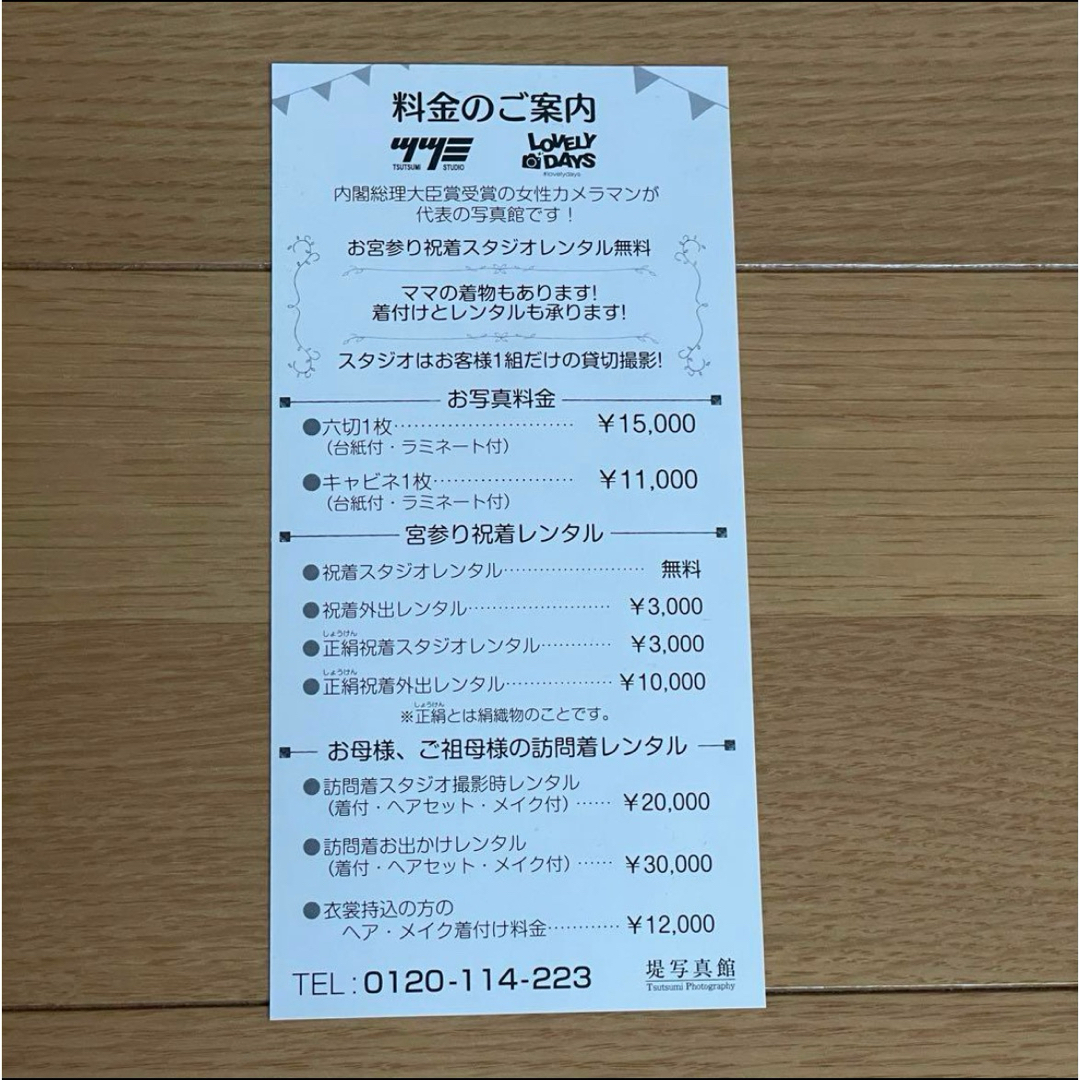 料金のご案内
ツツミ
TSUTSUMI STUDIO
LOVELY DAYS
#lovelydays
内閣総理大臣賞受賞の女性カメラマンが
代表の写真館です!
お宮参り祝着スタジオレンタル無料
ママの着物もあります!
着付けとレンタルも承ります!
スタジオはお客様1組だけの貸切撮影!
お写真料金
●六切1枚………………………… ¥15,000
(台紙付・ラミネート付)
●キャビネ1枚…………………… ¥11,000
(台紙付・ラミネート付)
宮参り祝着レンタル
●祝着スタジオレンタル…………………… 無料
●祝着外出レンタル…………………… ¥3,000
しょうけん
●正絹祝着スタジオレンタル………… ¥3,000
しょうけん
●正絹祝着外出レンタル……………… ¥10,000
しょうけん
※正絹とは絹織物のことです。
お母様、ご祖母様の訪問着レンタル
●訪問着スタジオ撮影時レンタル
(着付・ヘアセット・メイク付)…… ¥20,000
●訪問着お出かけレンタル
(着付・ヘアセット・メイク付)…… ¥30,000
●衣裳持込の方の
ヘア・メイク着付け料金………… ¥12,000
TEL:0120-114-223
堤写真館
Tsutsumi Photography